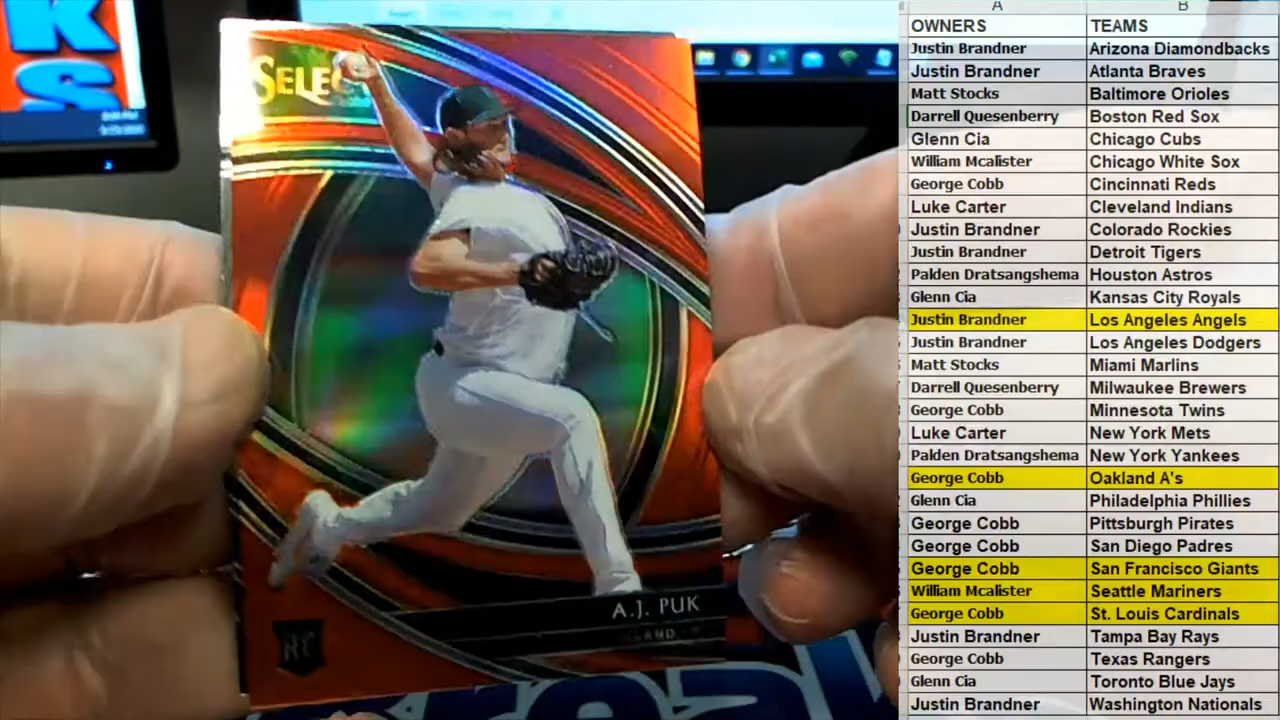 K
S
SELEC
A.J. PUK
RC
A B
OWNERS TEAMS
Justin Brandner Arizona Diamondbacks
Justin Brandner Atlanta Braves
Matt Stocks Baltimore Orioles
Darrell Quesenberry Boston Red Sox
Glenn Cia Chicago Cubs
William Mcalister Chicago White Sox
George Cobb Cincinnati Reds
Luke Carter Cleveland Indians
Justin Brandner Colorado Rockies
Justin Brandner Detroit Tigers
Palden Dratsangshema Houston Astros
Glenn Cia Kansas City Royals
Justin Brandner Los Angeles Angels
Justin Brandner Los Angeles Dodgers
Matt Stocks Miami Marlins
Darrell Quesenberry Milwaukee Brewers
George Cobb Minnesota Twins
Luke Carter New York Mets
Palden Dratsangshema New York Yankees
George Cobb Oakland A's
Glenn Cia Philadelphia Phillies
George Cobb Pittsburgh Pirates
George Cobb San Diego Padres
George Cobb San Francisco Giants
William Mcalister Seattle Mariners
George Cobb St. Louis Cardinals
Justin Brandner Tampa Bay Rays
George Cobb Texas Rangers
Glenn Cia Toronto Blue Jays
Justin Brandner Washington Nationals